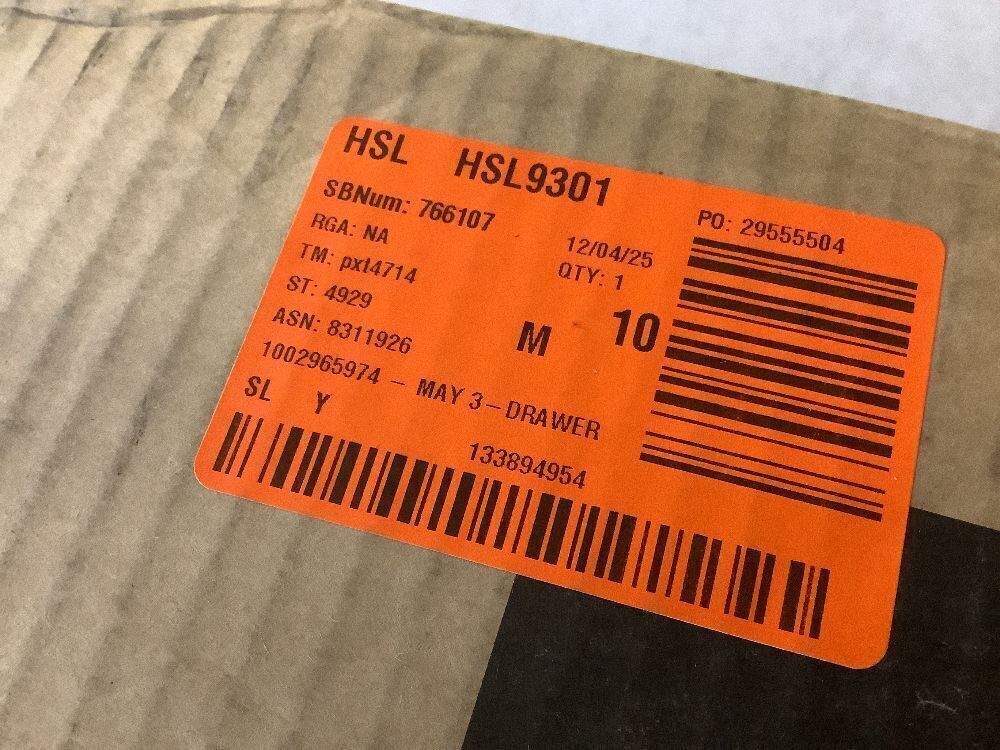 HSL HSL9301
SBNum: 766107
RGA: NA
12/04/25
PO: 29555504
TM: pxt4714
QTY: 1
ST: 4929
ASN: 8311926
M 10
1002965974 - MAY 3-DRAWER
SL Y
133894954